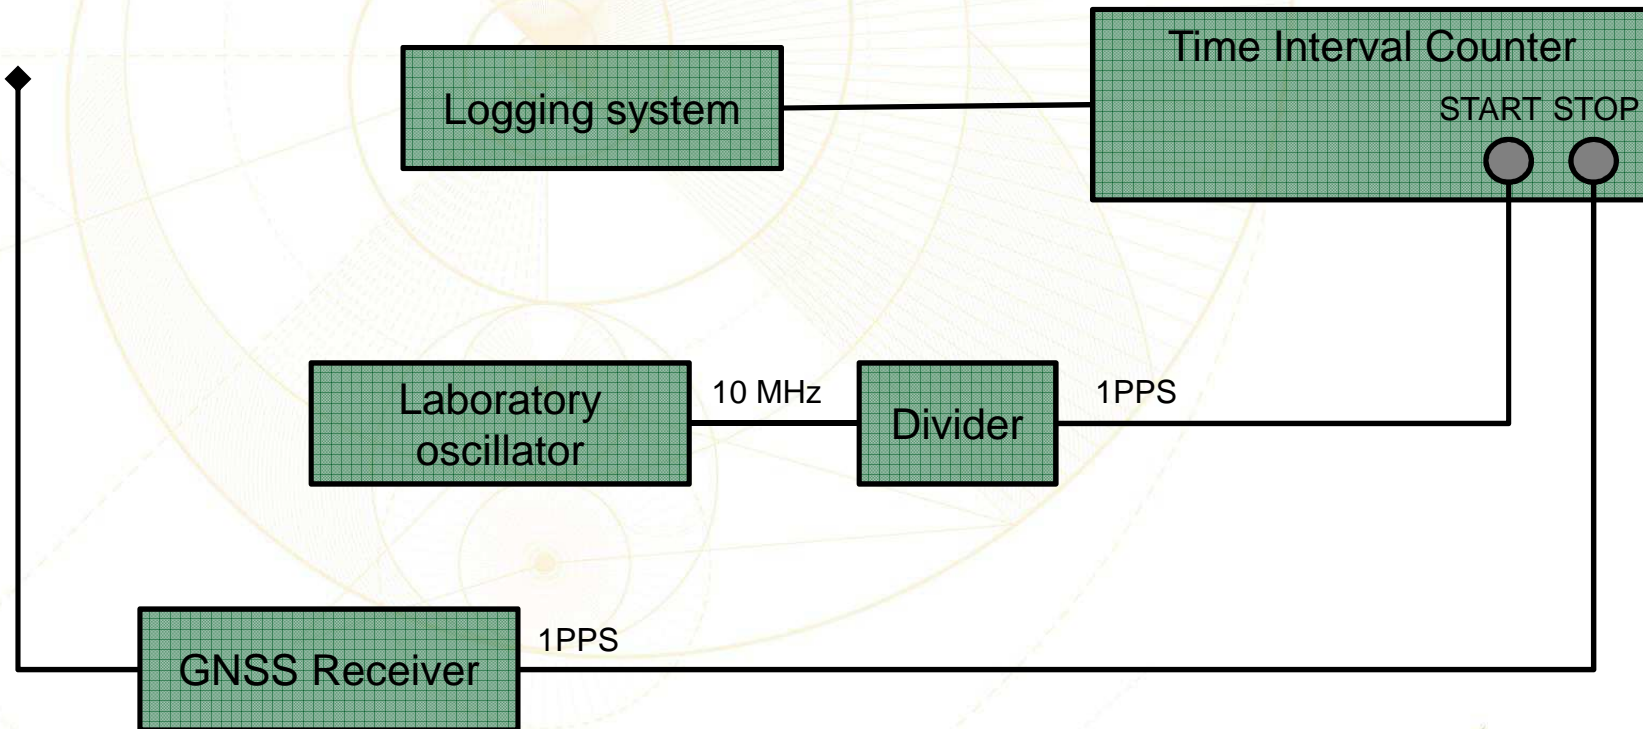 Time Interval Counter
Logging system
START STOP
Laboratory
oscillator
10 MHz
Divider
1PPS
GNSS Receiver
1PPS